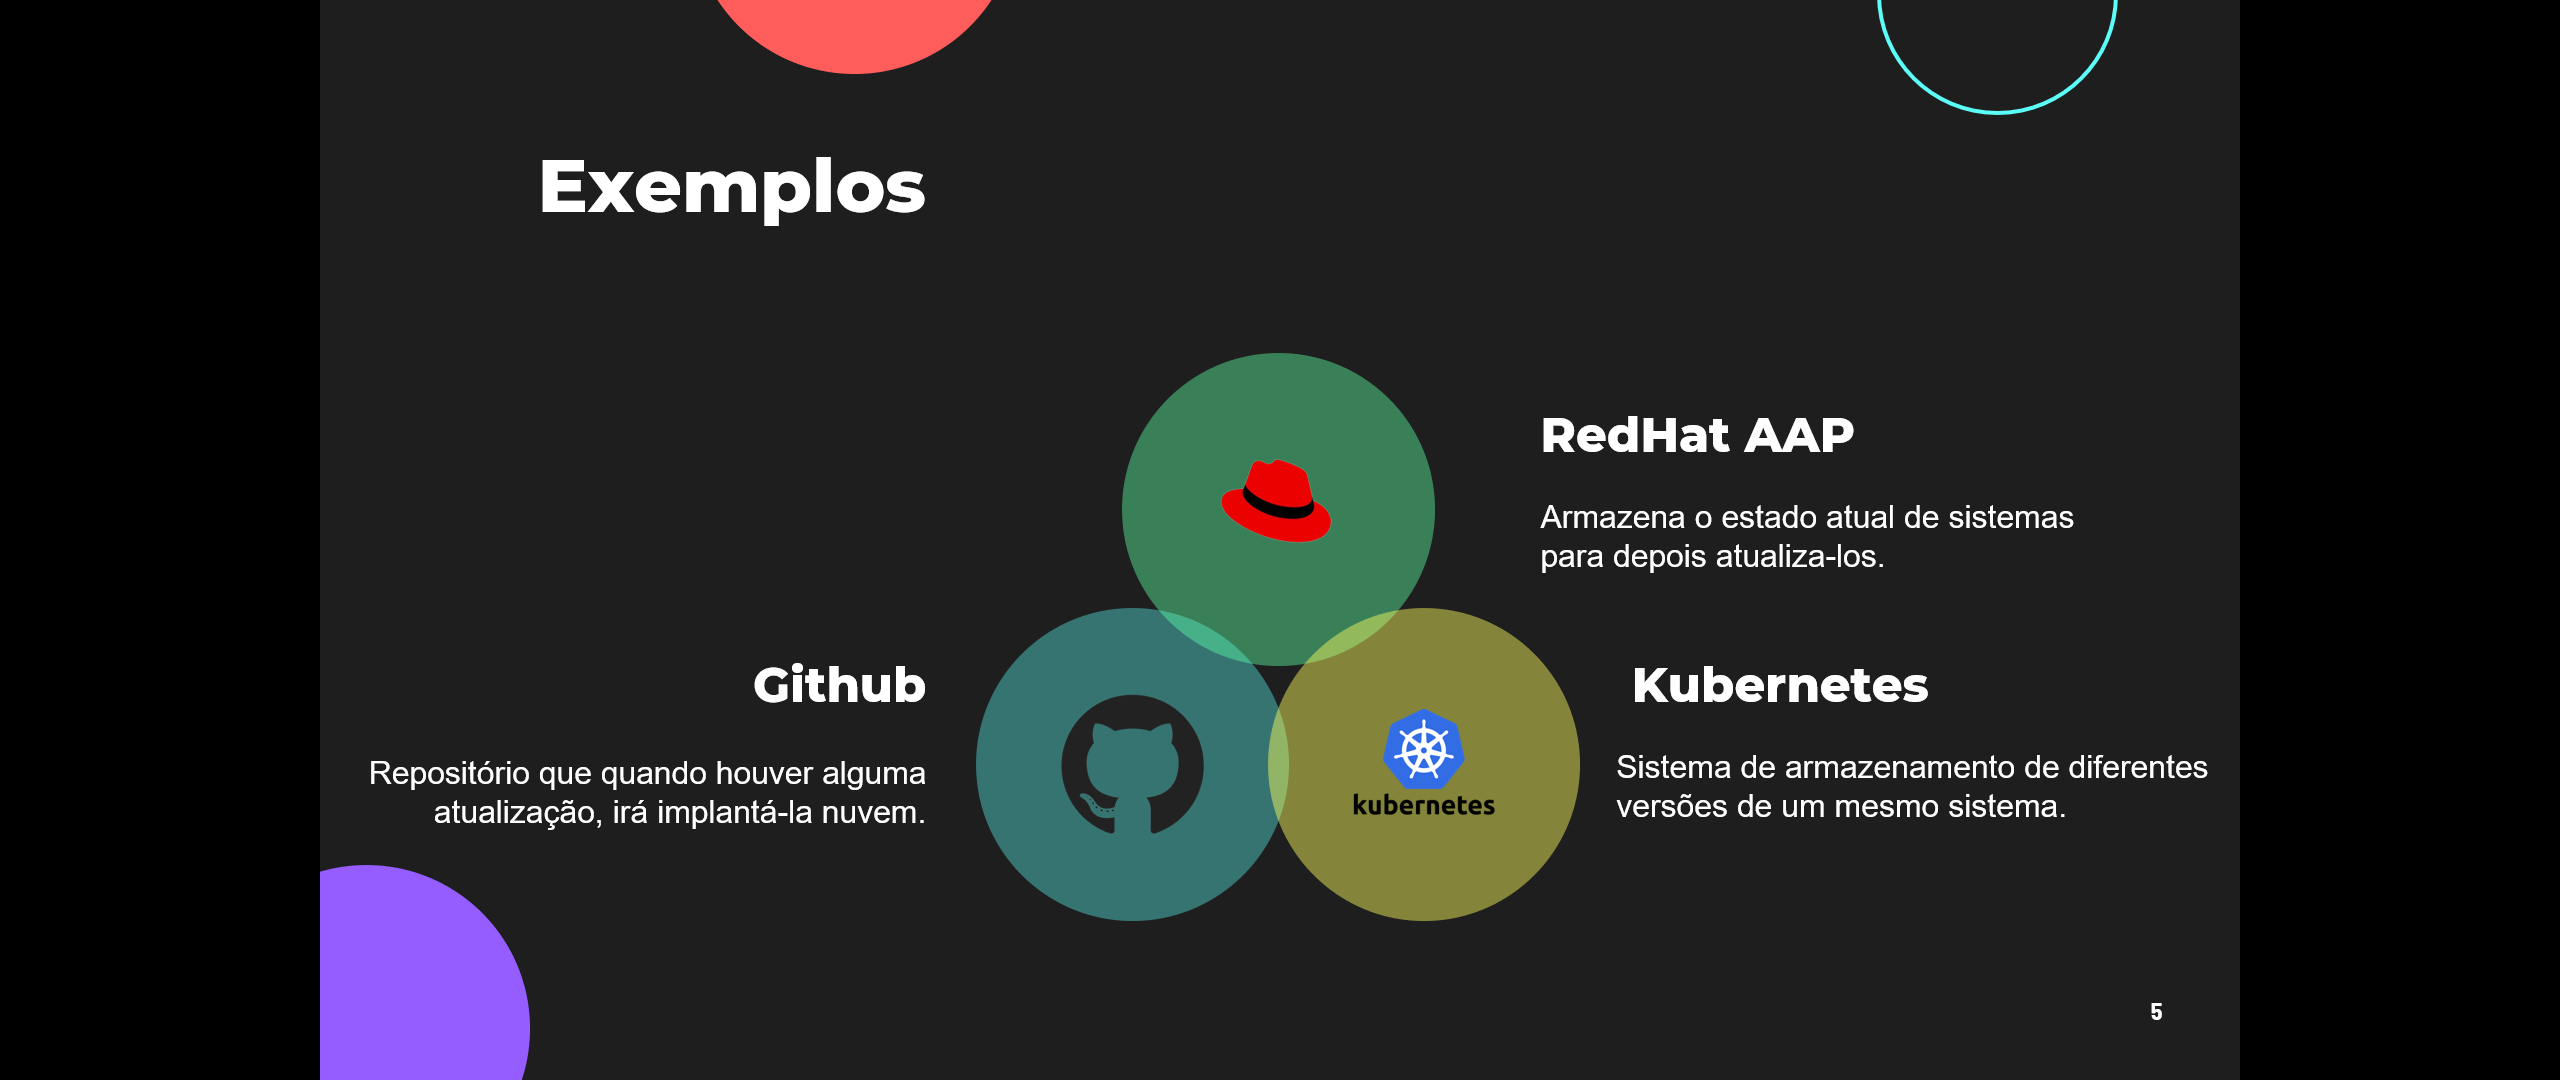 Exemplos
RedHat AAP
Armazena o estado atual de sistemas
para depois atualiza-los.
Github
Repositório que quando houver alguma
atualização, irá implantá-la nuvem.
kubernetes
Kubernetes
Sistema de armazenamento de diferentes
versões de um mesmo sistema.
5